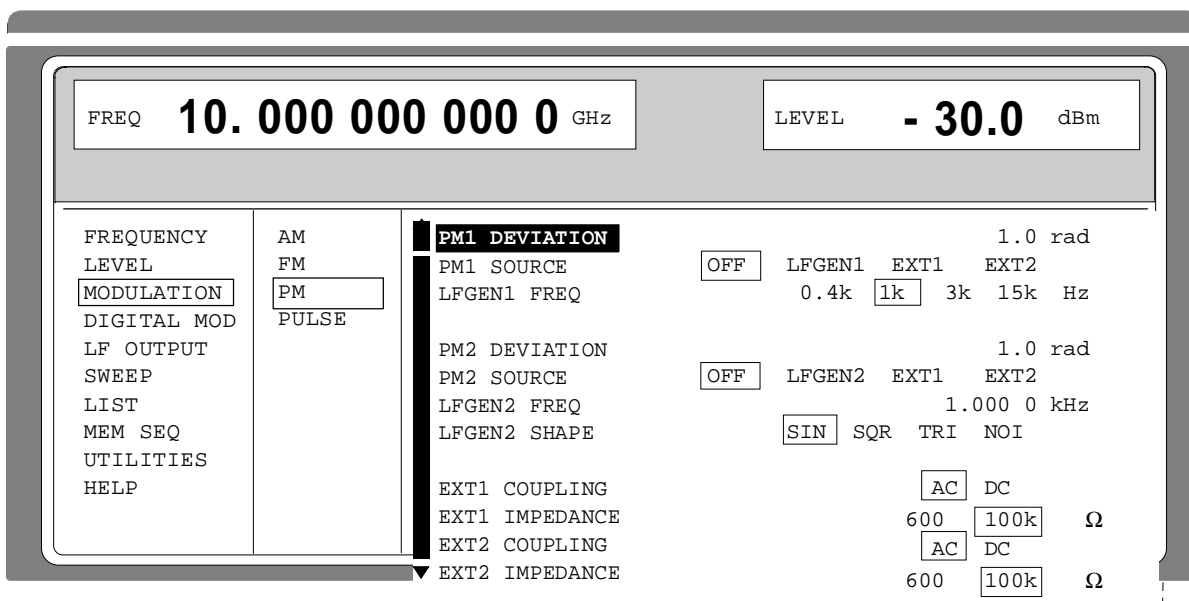 FREQ 10. 000 000 000 0 GHz LEVEL - 30.0 dBm
FREQUENCY AM PM1 DEVIATION 1.0 rad
LEVEL FM PM1 SOURCE OFF LFGEN1 EXT1 EXT2
MODULATION PM LFGEN1 FREQ 0.4k 1k 3k 15k Hz
DIGITAL MOD PULSE
LF OUTPUT PM2 DEVIATION 1.0 rad
SWEEP PM2 SOURCE OFF LFGEN2 EXT1 EXT2
LIST LFGEN2 FREQ 1.000 0 kHz
MEM SEQ LFGEN2 SHAPE SIN SQR TRI NOI
UTILITIES
HELP EXT1 COUPLING AC DC
EXT1 IMPEDANCE 600 100k Ω
EXT2 COUPLING AC DC
EXT2 IMPEDANCE 600 100k Ω